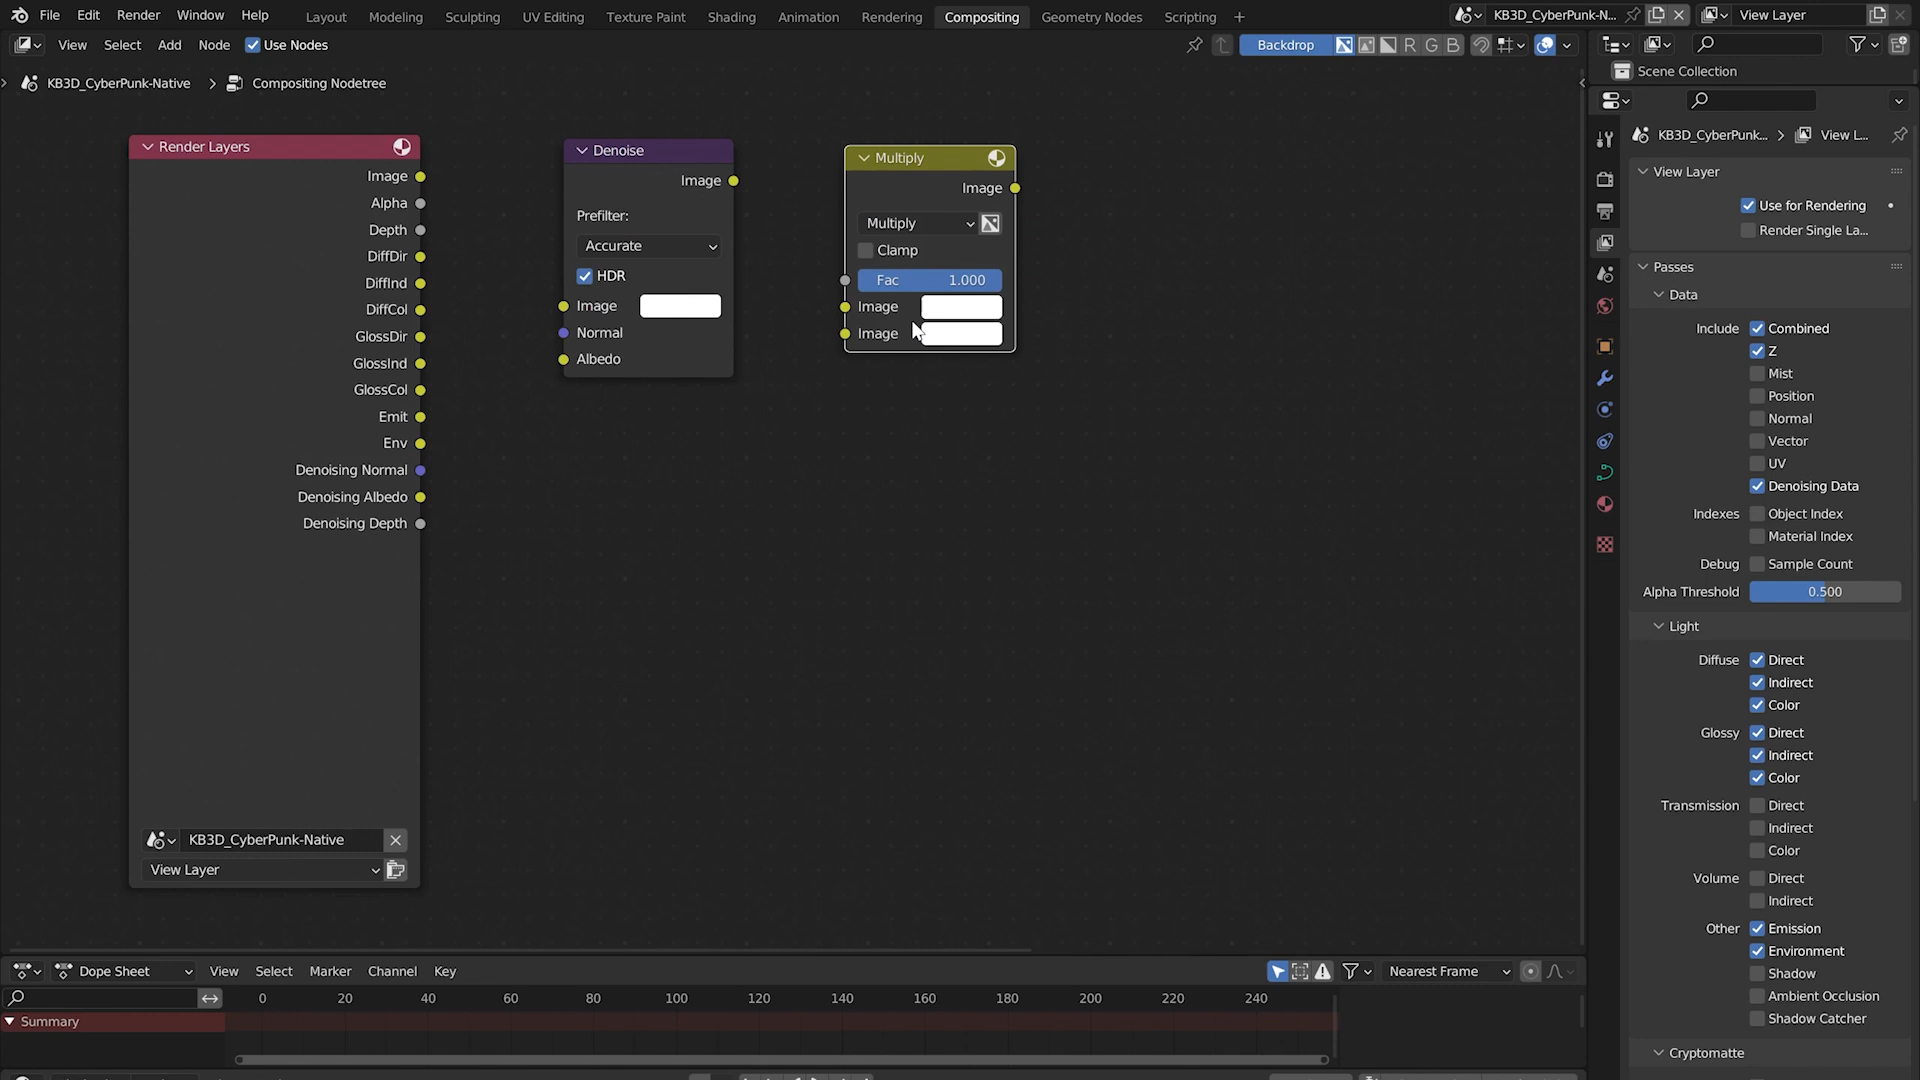 File Edit Render Window Help Layout Modeling Sculpting UV Editing Texture Paint Shading Animation Rendering Compositing Geometry Nodes Scripting + KB3D_CyberPunk-N... View Layer
View Select Add Node Use Nodes Backdrop R G B
Scene Collection
KB3D_CyberPunk-Native > Compositing Nodetree
KB3D_CyberPunk... > View L...
Render Layers
Image
Alpha
Depth
DiffDir
DiffInd
DiffCol
GlossDir
GlossInd
GlossCol
Emit
Env
Denoising Normal
Denoising Albedo
Denoising Depth
KB3D_CyberPunk-Native
View Layer
Denoise
Image
Prefilter:
Accurate
HDR
Image
Normal
Albedo
Multiply
Image
Multiply
Clamp
Fac 1.000
Image
Image
View Layer
Use for Rendering
Render Single La...
Passes
Data
Include Combined
Z
Mist
Position
Normal
Vector
UV
Denoising Data
Indexes Object Index
Material Index
Debug Sample Count
Alpha Threshold 0.500
Light
Diffuse Direct
Indirect
Color
Glossy Direct
Indirect
Color
Transmission Direct
Indirect
Color
Volume Direct
Indirect
Other Emission
Environment
Shadow
Ambient Occlusion
Shadow Catcher
Cryptomatte
Dope Sheet View Select Marker Channel Key Nearest Frame
0 20 40 60 80 100 120 140 160 180 200 220 240
Summary